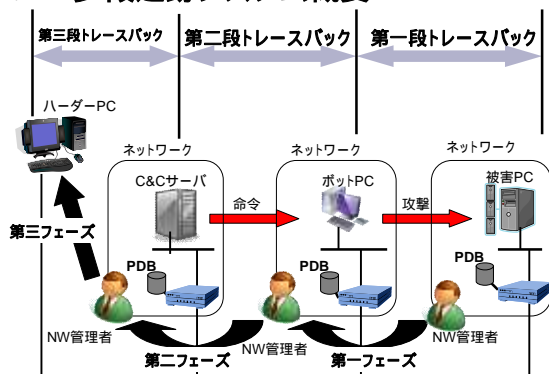 第三段トレースバック
第二段トレースバック
第一段トレースバック
ハーダーPC
ネットワーク
ネットワーク
ネットワーク
C&Cサーバ
ボットPC
被害PC
命令
攻撃
第三フェーズ
PDB
PDB
PDB
NW管理者
NW管理者
NW管理者
第二フェーズ
第一フェーズ